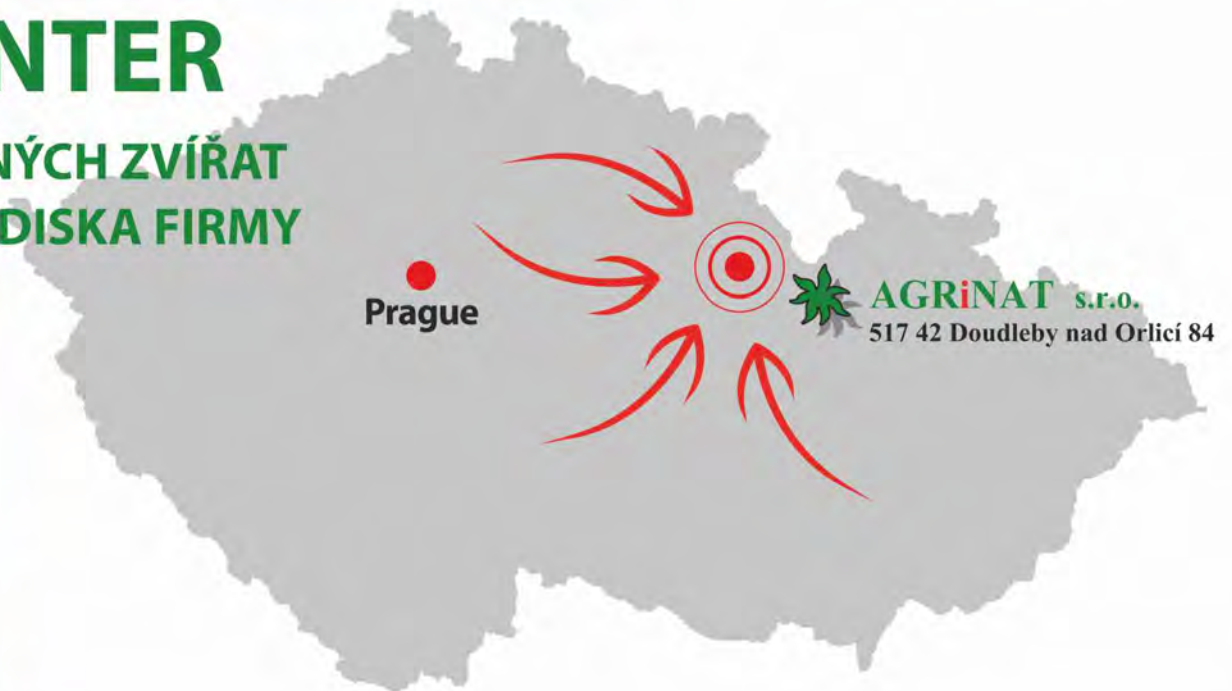 NTER
NÝCH ZVÍŘAT
DISKA FIRMY
Prague
AGRiNAT s.r.o.
517 42 Doudleby nad Orlicí 84